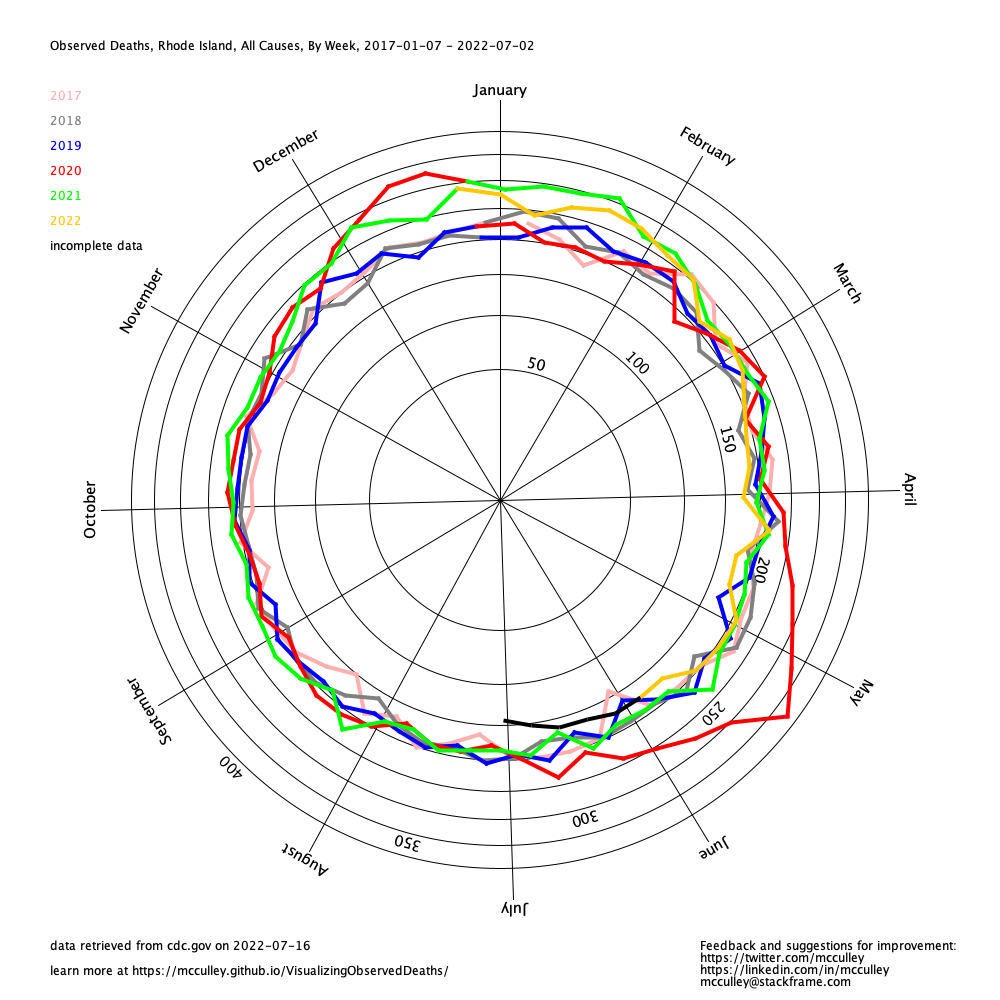 Observed Deaths, Rhode Island, All Causes, By Week, 2017-01-07 - 2022-07-02
January
2017
2018
2019
2020
2021
2022
incomplete data
December
February
November
March
October
April
September
May
August
June
July
50
100
150
200
250
300
350
400
data retrieved from cdc.gov on 2022-07-16
learn more at https://mcculley.github.io/VisualizingObservedDeaths/
Feedback and suggestions for improvement:
https://twitter.com/mcculley
https://linkedin.com/in/mcculley
mcculley@stackframe.com